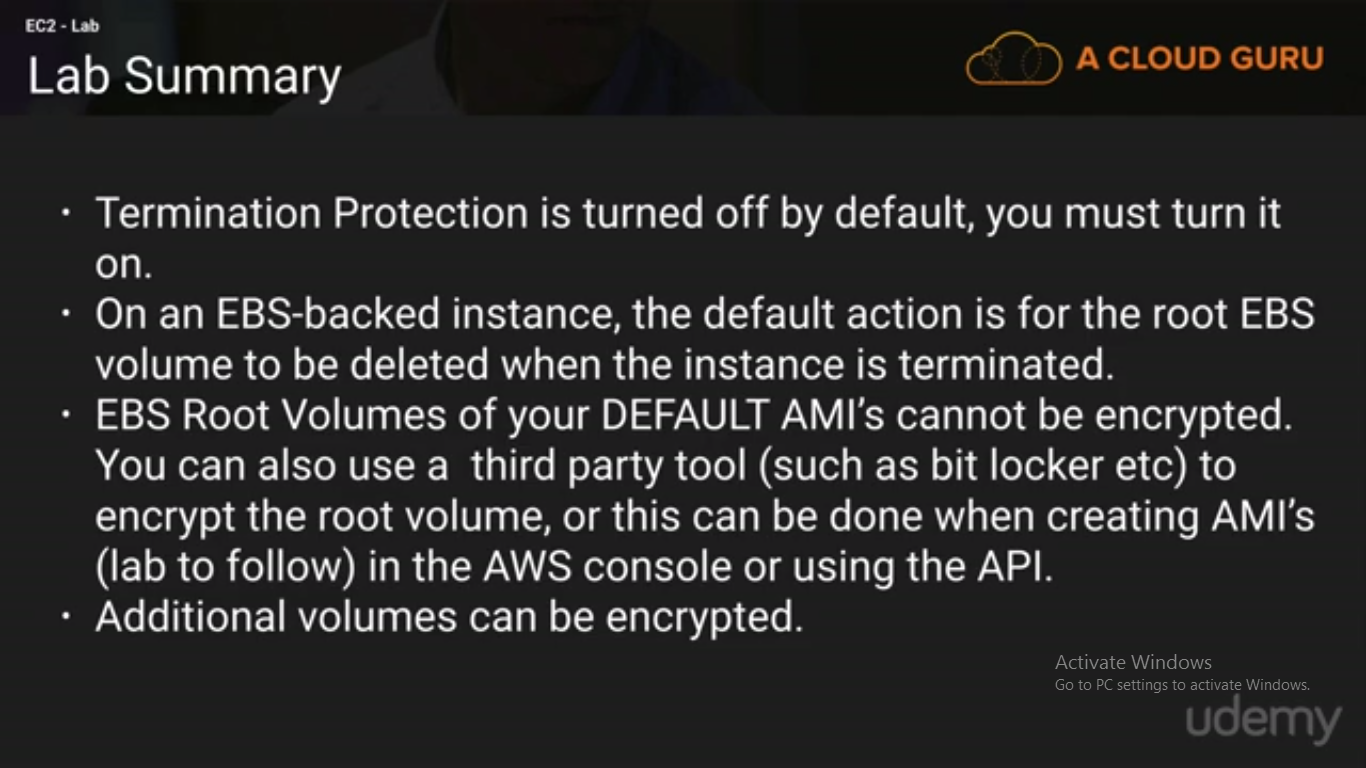 EC2 - Lab
Lab Summary
A CLOUD GURU
· Termination Protection is turned off by default, you must turn it
on.
· On an EBS-backed instance, the default action is for the root EBS
volume to be deleted when the instance is terminated.
· EBS Root Volumes of your DEFAULT AMI’s cannot be encrypted.
You can also use a  third party tool (such as bit locker etc) to
encrypt the root volume, or this can be done when creating AMI’s
(lab to follow) in the AWS console or using the API.
· Additional volumes can be encrypted.
Activate Windows
Go to PC settings to activate Windows.
udemy